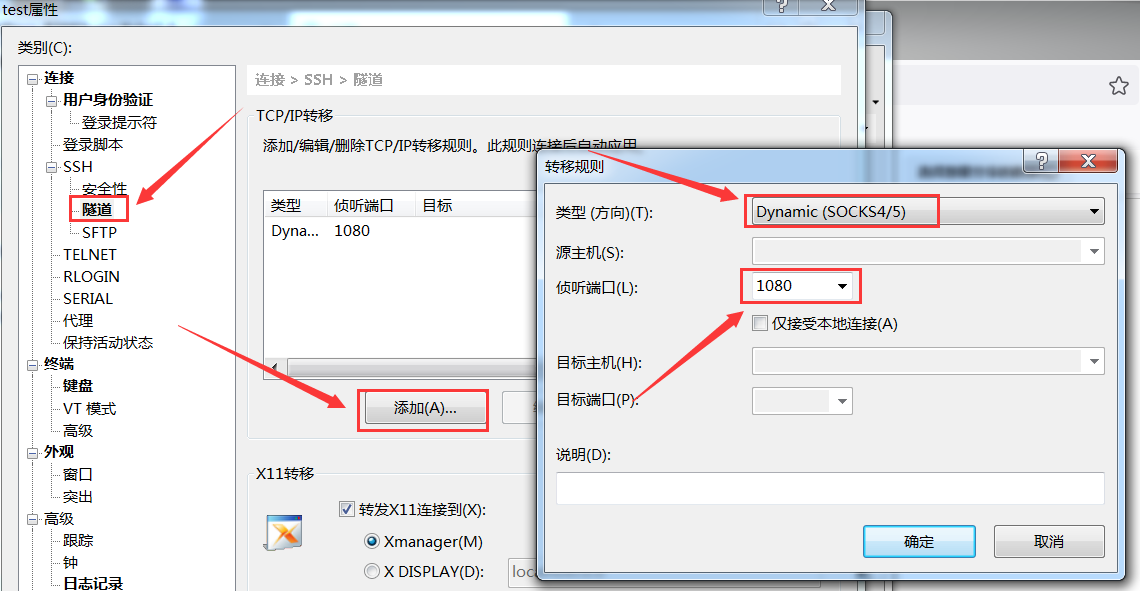 test属性
类别(C):
连接
用户身份验证
登录提示符
登录脚本
SSH
安全性
隧道
SFTP
TELNET
RLOGIN
SERIAL
代理
保持活动状态
终端
键盘
VT 模式
高级
外观
窗口
突出
高级
跟踪
钟
日志记录
连接 > SSH > 隧道
TCP/IP转移
添加/编辑/删除TCP/IP转移规则。此规则连接后自动应用
类型 侦听端口 目标
Dyna... 1080
添加(A)...
X11转移
转发X11连接到(X):
Xmanager(M)
X DISPLAY(D):
loc
转移规则
类型 (方向)(T):
Dynamic (SOCKS4/5)
源主机(S):
侦听端口(L):
1080
仅接受本地连接(A)
目标主机(H):
目标端口(P):
说明(D):
确定
取消